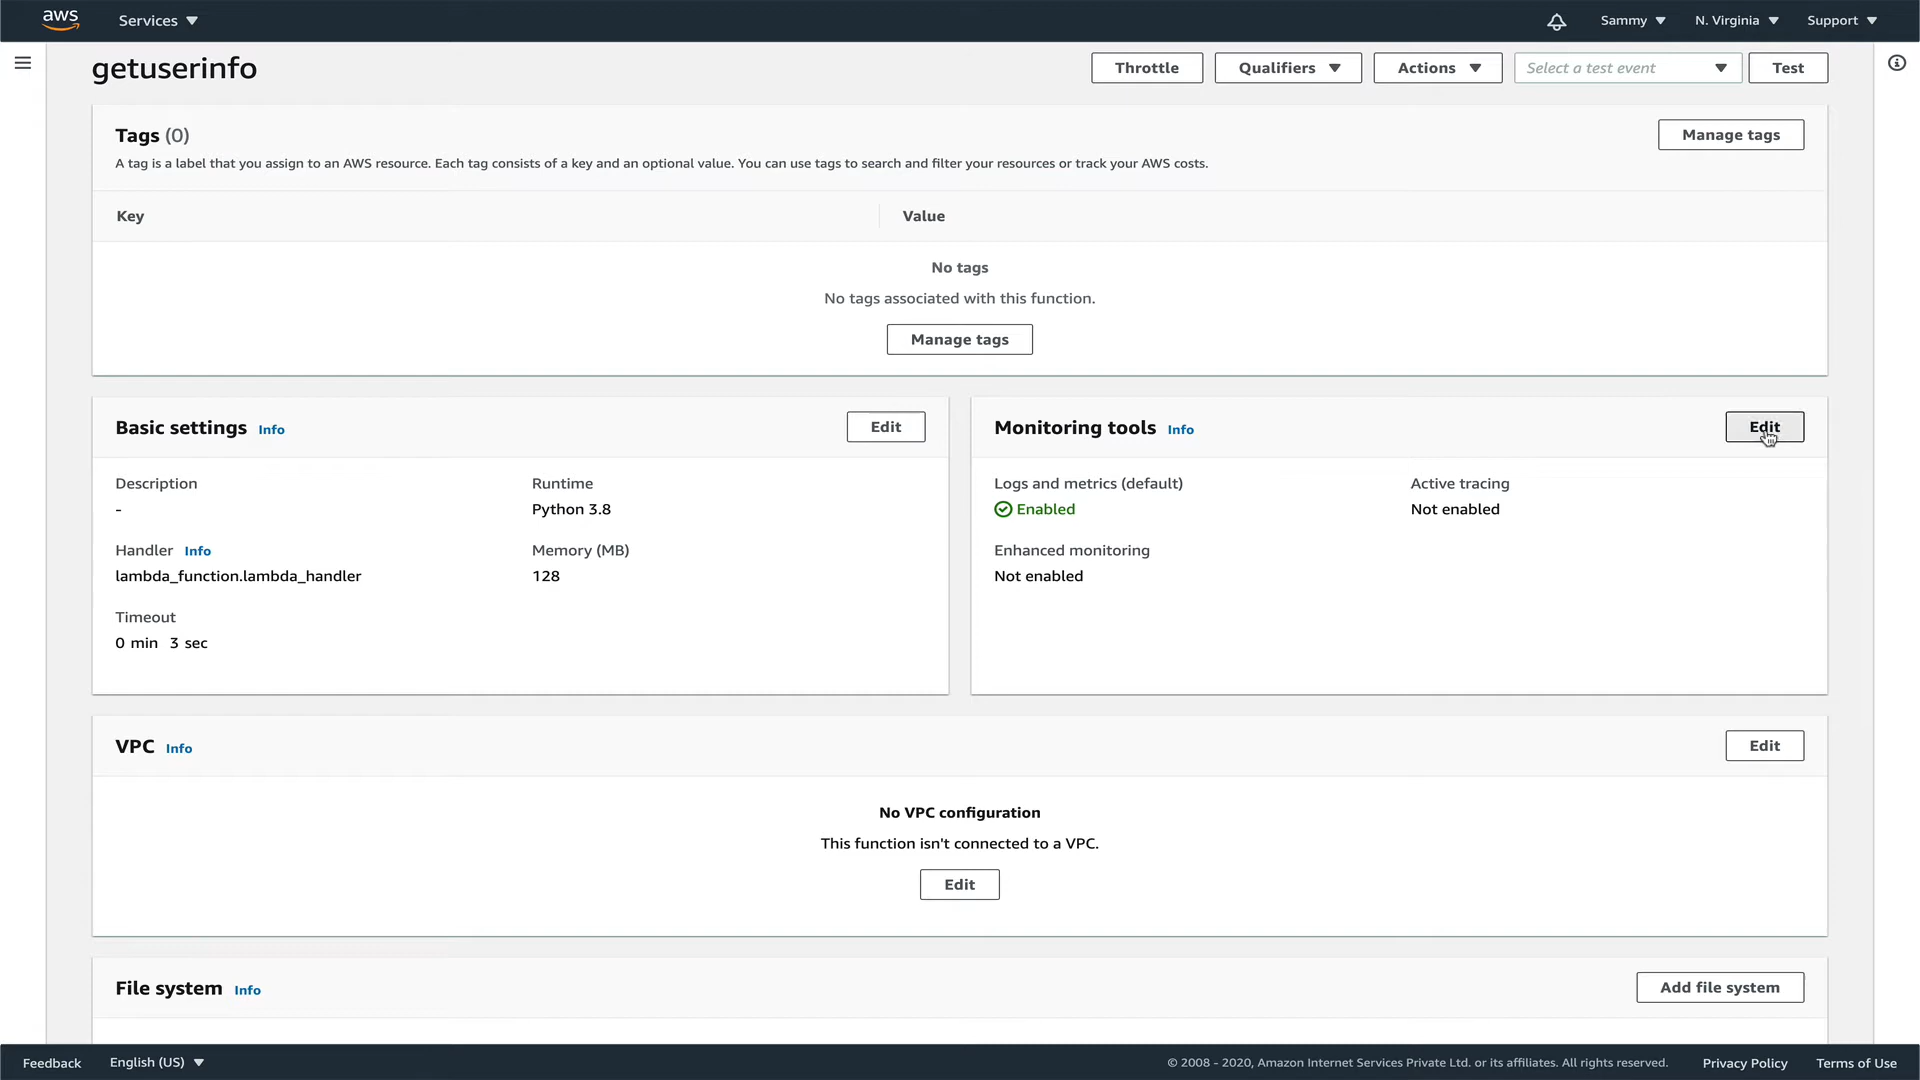 aws Services Sammy N. Virginia Support
getuserinfo Throttle Qualifiers Actions Select a test event Test
Tags (0) Manage tags
A tag is a label that you assign to an AWS resource. Each tag consists of a key and an optional value. You can use tags to search and filter your resources or track your AWS costs.
Key Value
No tags
No tags associated with this function.
Manage tags
Basic settings Info Edit
Description Runtime
- Python 3.8
Handler Info Memory (MB)
lambda_function.lambda_handler 128
Timeout
0 min 3 sec
Monitoring tools Info Edit
Logs and metrics (default) Active tracing
Enabled Not enabled
Enhanced monitoring
Not enabled
VPC Info Edit
No VPC configuration
This function isn't connected to a VPC.
Edit
File system Info Add file system
Feedback English (US) © 2008 - 2020, Amazon Internet Services Private Ltd. or its affiliates. All rights reserved. Privacy Policy Terms of Use